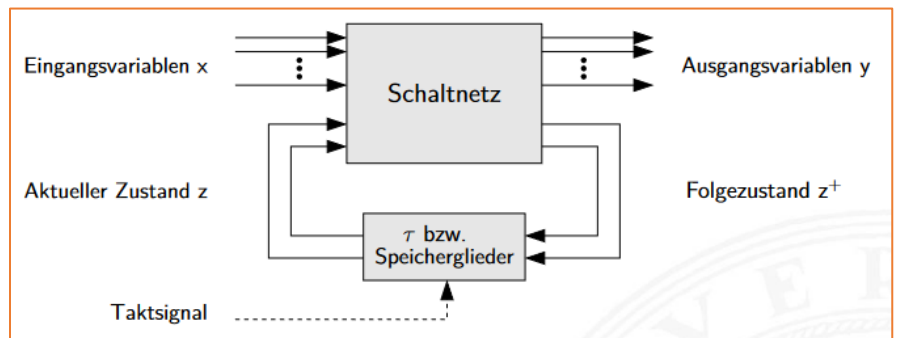 Eingangsvariablen x
Schaltnetz
Ausgangsvariablen y
Aktueller Zustand z
Folgezustand z⁺
τ bzw.
Speicherglieder
Taktsignal